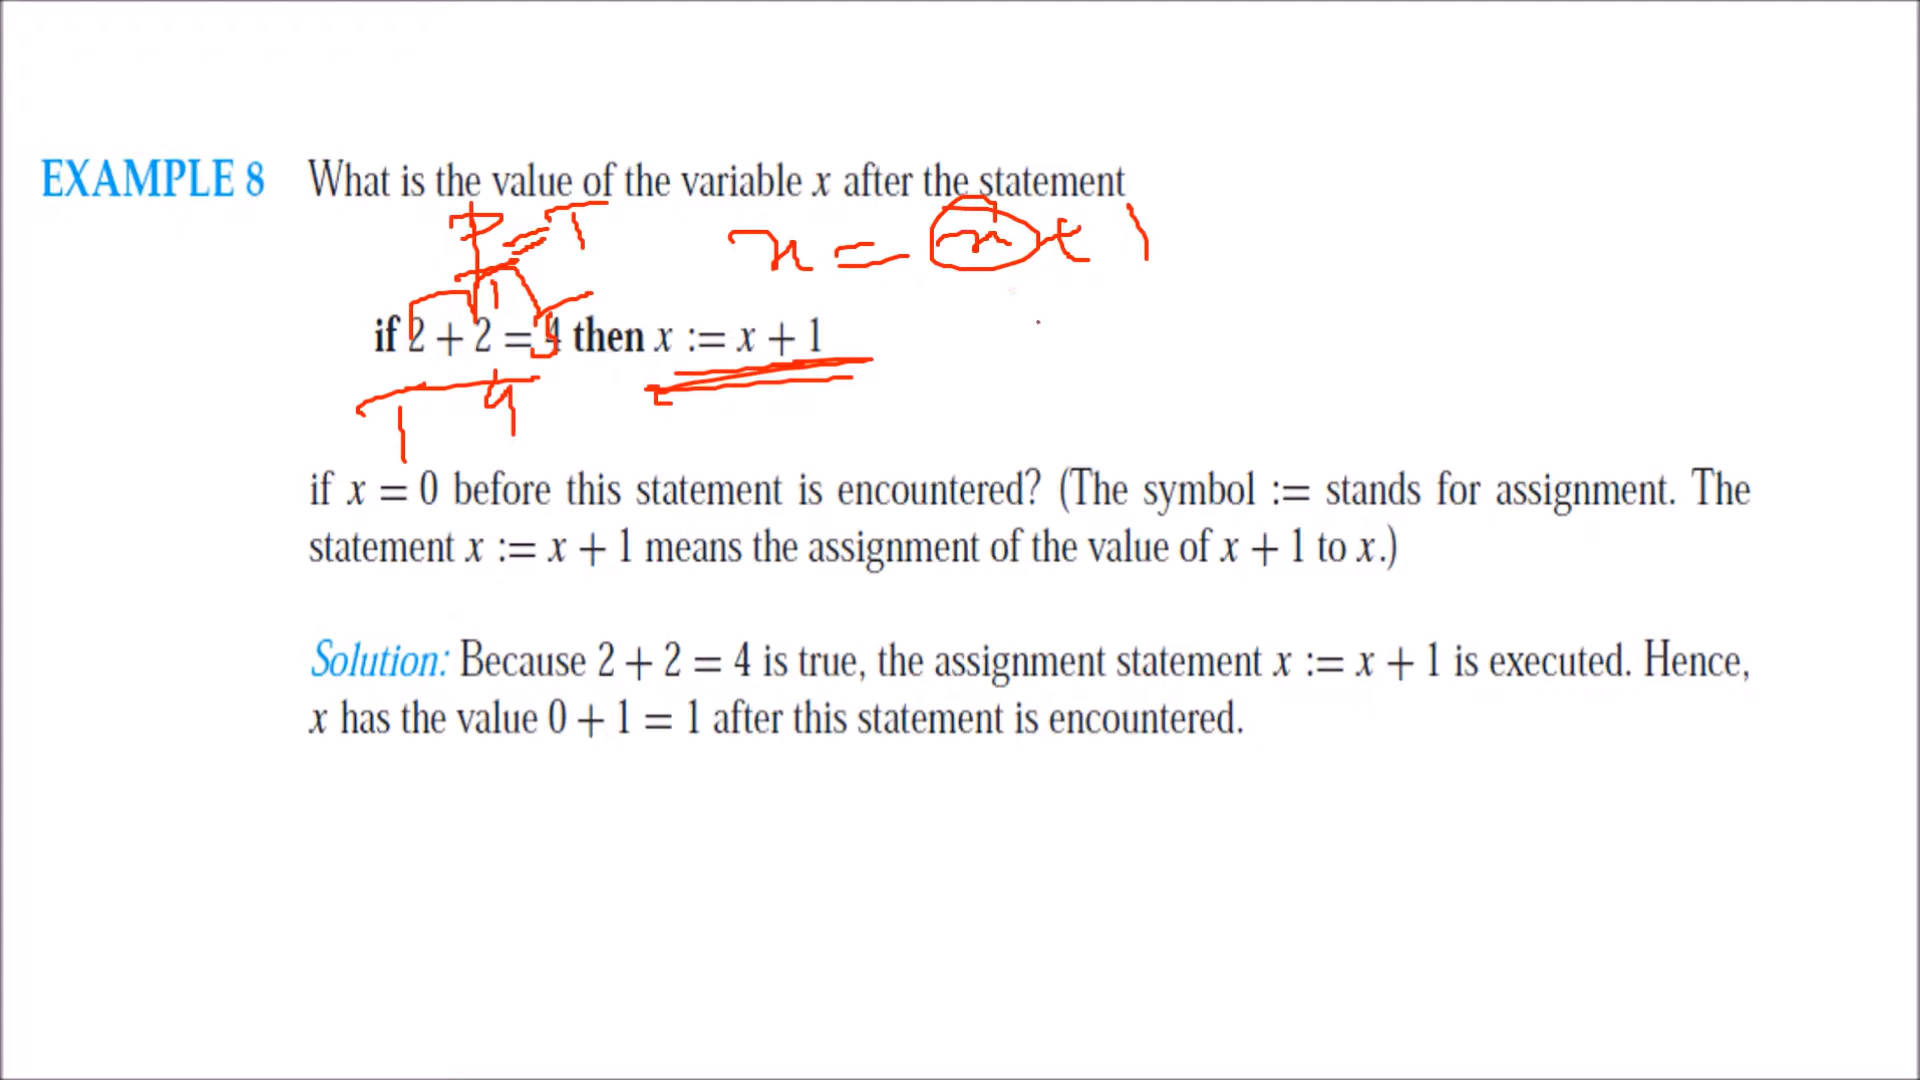 EXAMPLE 8 What is the value of the variable x after the statement
P = T
x = x + 1
if 2 + 2 = 4 then x := x + 1
if x = 0 before this statement is encountered? (The symbol := stands for assignment. The
statement x := x + 1 means the assignment of the value of x + 1 to x.)
Solution: Because 2 + 2 = 4 is true, the assignment statement x := x + 1 is executed. Hence,
x has the value 0 + 1 = 1 after this statement is encountered.